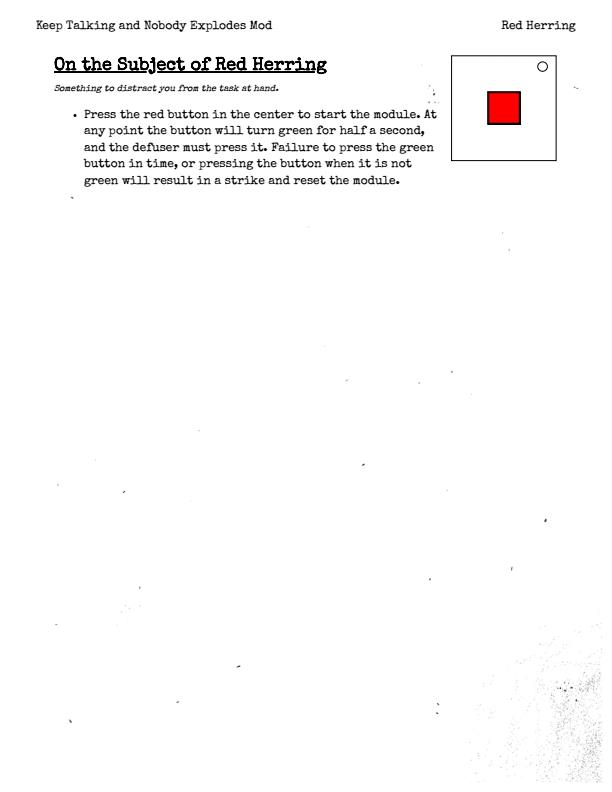 Keep Talking and Nobody Explodes Mod
Red Herring
On the Subject of Red Herring
Something to distract you from the task at hand.
• Press the red button in the center to start the module. At
any point the button will turn green for half a second,
and the defuser must press it. Failure to press the green
button in time, or pressing the button when it is not
green will result in a strike and reset the module.